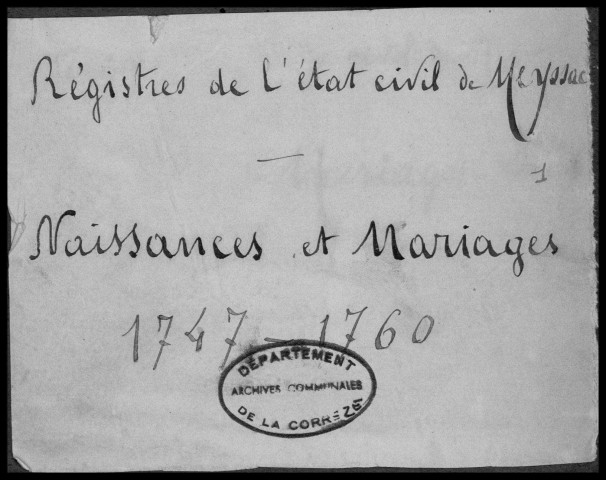 Régistres de l'état civil de Meyssac
1
Naissances et Mariages
1747 - 1760
DÉPARTEMENT
ARCHIVES COMMUNALES
DE LA CORRÈZE